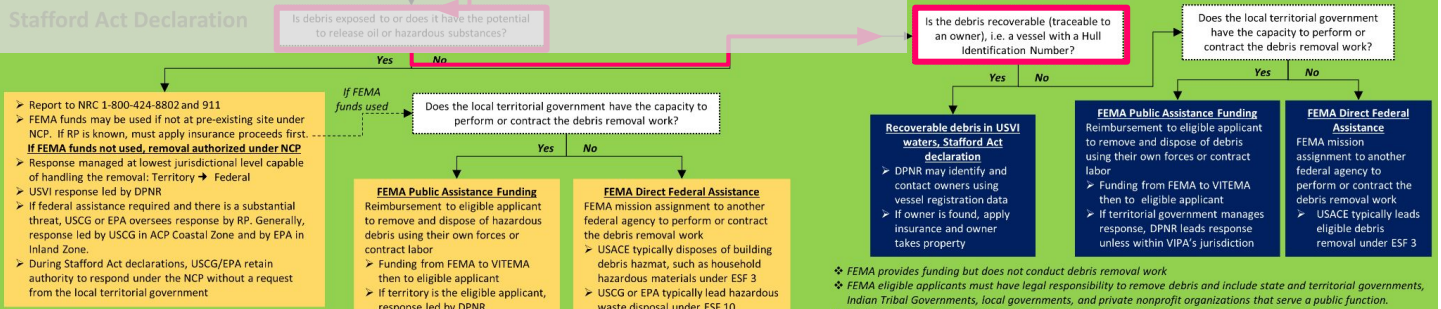 Stafford Act Declaration
Is debris exposed to or does it have the potential
to release oil or hazardous substances?
Yes No
➢ Report to NRC 1-800-424-8802 and 911
➢ FEMA funds may be used if not at pre-existing site under
NCP. If RP is known, must apply insurance proceeds first.
If FEMA funds not used, removal authorized under NCP
➢ Response managed at lowest jurisdictional level capable
of handling the removal: Territory ➔ Federal
➢ USVI response led by DPNR
➢ If federal assistance required and there is a substantial
threat, USCG or EPA oversees response by RP. Generally,
response led by USCG in ACP Coastal Zone and by EPA in
Inland Zone.
➢ During Stafford Act declarations, USCG/EPA retain
authority to respond under the NCP without a request
from the local territorial government
If FEMA
funds used
Does the local territorial government have the capacity to
perform or contract the debris removal work?
Yes No
FEMA Public Assistance Funding
Reimbursement to eligible applicant
to remove and dispose of hazardous
debris using their own forces or
contract labor
➢ Funding from FEMA to VITEMA
then to eligible applicant
➢ If territory is the eligible applicant,
response led by DPNR
FEMA Direct Federal Assistance
FEMA mission assignment to another
federal agency to perform or contract
the debris removal work
➢ USACE typically disposes of building
debris hazmat, such as household
hazardous materials under ESF 3
➢ USCG or EPA typically lead hazardous
waste disposal under ESF 10
Is the debris recoverable (traceable to
an owner), i.e. a vessel with a Hull
Identification Number?
Yes No
Recoverable debris in USVI
waters, Stafford Act
declaration
➢ DPNR may identify and
contact owners using
vessel registration data
➢ If owner is found, apply
insurance and owner
takes property
Does the local territorial government
have the capacity to perform or
contract the debris removal work?
Yes No
FEMA Public Assistance Funding
Reimbursement to eligible applicant
to remove and dispose of debris
using their own forces or contract
labor
➢ Funding from FEMA to VITEMA
then to eligible applicant
➢ If territorial government manages
response, DPNR leads response
unless within VIPA's jurisdiction
FEMA Direct Federal
Assistance
FEMA mission
assignment to another
federal agency to
perform or contract the
debris removal work
➢ USACE typically leads
eligible debris
removal under ESF 3
❖ FEMA provides funding but does not conduct debris removal work
❖ FEMA eligible applicants must have legal responsibility to remove debris and include state and territorial governments,
Indian Tribal Governments, local governments, and private nonprofit organizations that serve a public function.